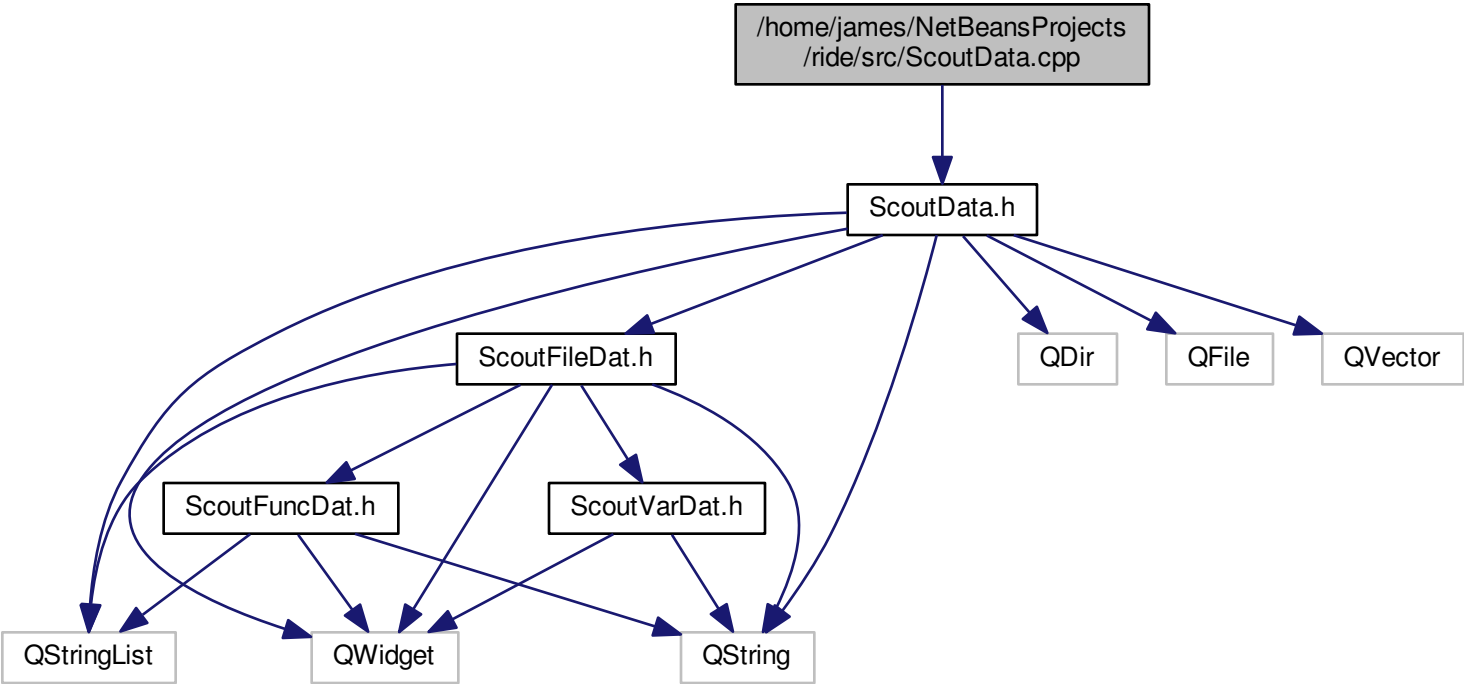 /home/james/NetBeansProjects
/ride/src/ScoutData.cpp
ScoutData.h
ScoutFileDat.h
QDir
QFile
QVector
ScoutFuncDat.h
ScoutVarDat.h
QStringList
QWidget
QString